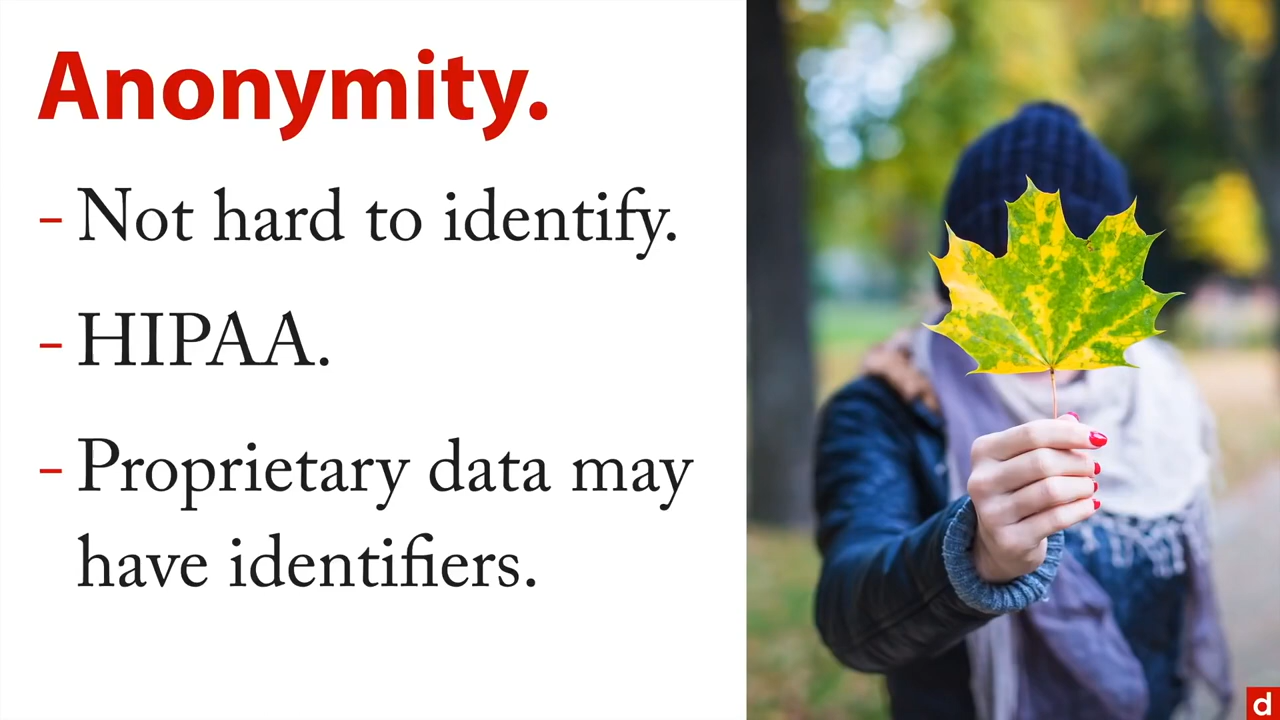 Anonymity.
- Not hard to identify.
- HIPAA.
- Proprietary data may
have identifiers.
d